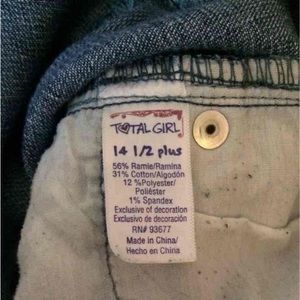 TOTAL GIRL
14 1/2 plus
56% Ramie/Ramina
31% Cotton/Algodón
12 %Polyester/
Poliéster
1% Spandex
Exclusive of decoration
Exclusivo de decoración
RN# 93677
Made in China/
Hecho en China